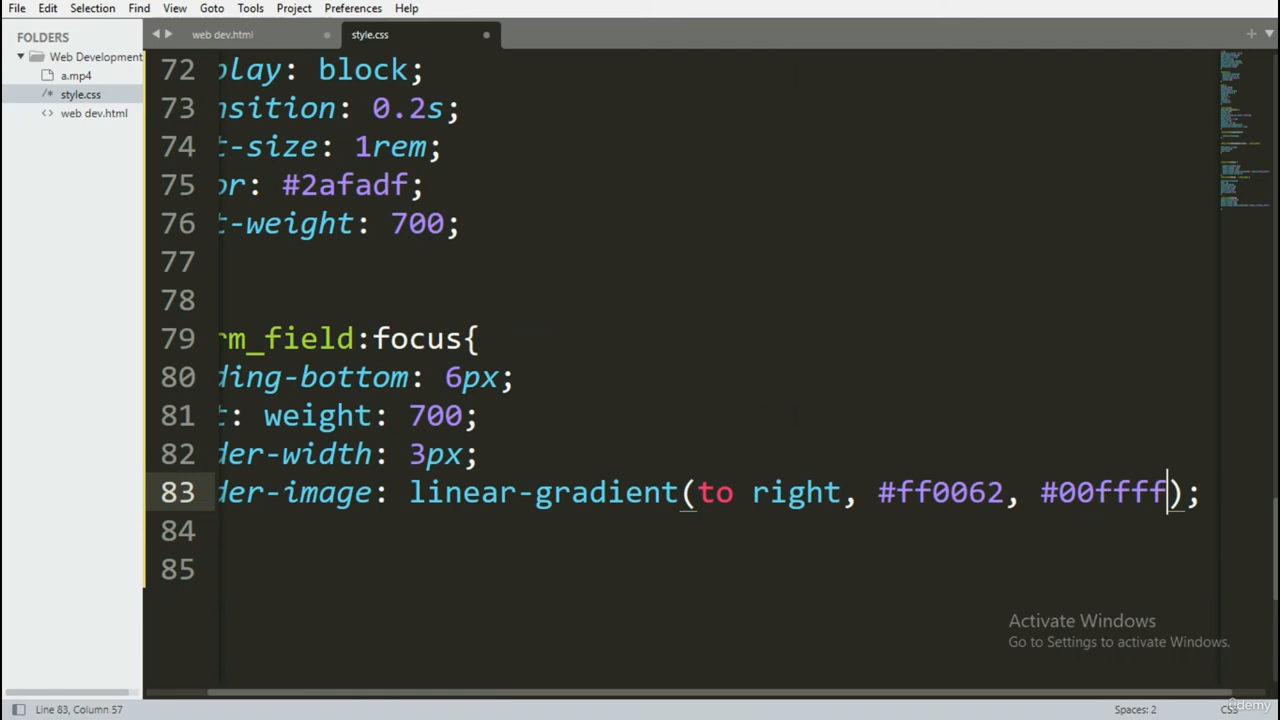 File Edit Selection Find View Goto Tools Project Preferences Help
FOLDERS
Web Development
a.mp4
/* style.css
<> web dev.html
web dev.html
style.css
72 play: block;
73 nsition: 0.2s;
74 t-size: 1rem;
75 or: #2afadf;
76 t-weight: 700;
77
78
79 rm_field:focus{
80 ding-bottom: 6px;
81 t: weight: 700;
82 der-width: 3px;
83 der-image: linear-gradient(to right, #ff0062, #00ffff);
84
85
Activate Windows
Go to Settings to activate Windows.
Line 83, Column 57
Spaces: 2
CSS
ûdemy